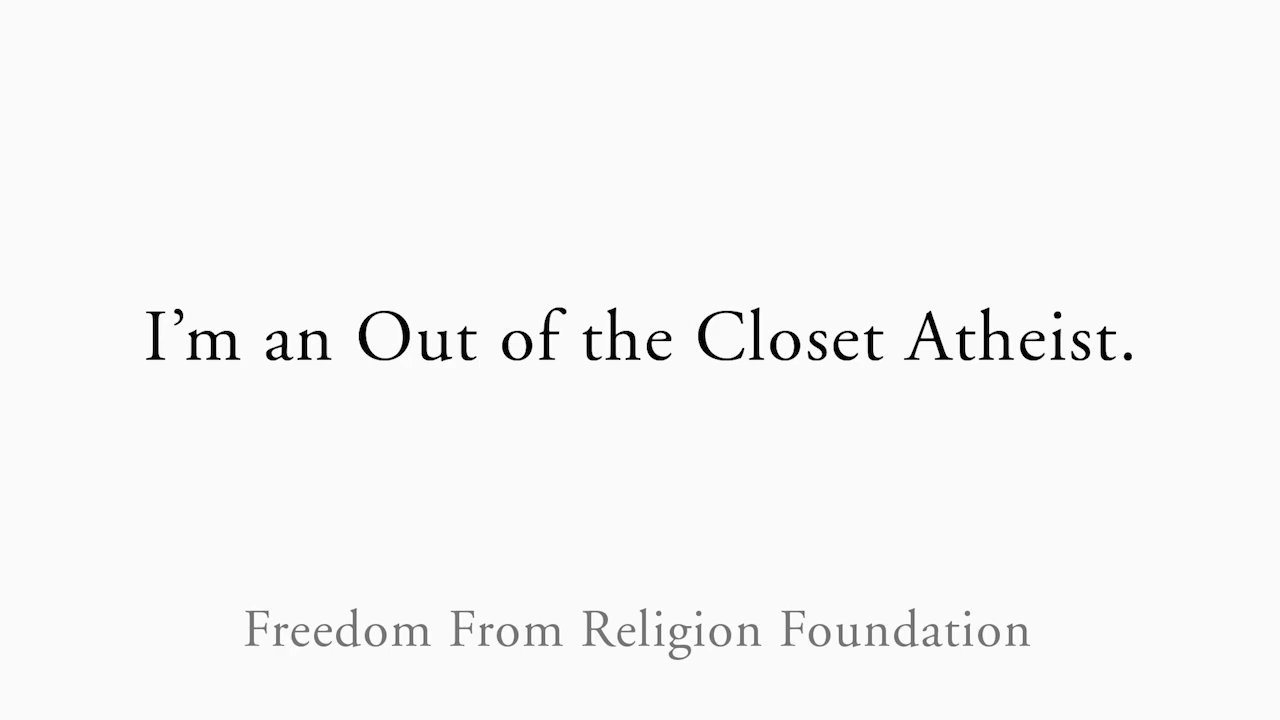 I’m an Out of the Closet Atheist.
Freedom From Religion Foundation